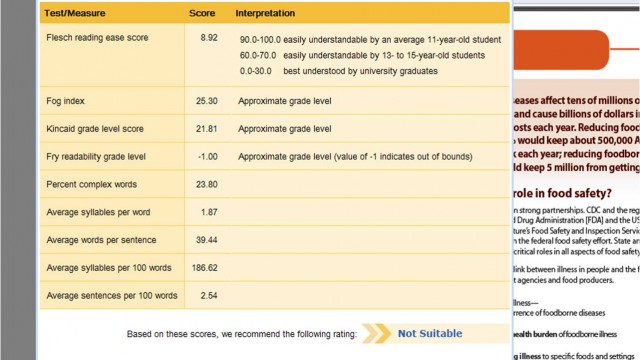 Test/Measure Score Interpretation
Flesch reading ease score 8.92 90.0-100.0 easily understandable by an average 11-year-old student
60.0-70.0 easily understandable by 13- to 15-year-old students
0.0-30.0 best understood by university graduates
Fog index 25.30 Approximate grade level
Kincaid grade level score 21.81 Approximate grade level
Fry readability grade level -1.00 Approximate grade level (value of -1 indicates out of bounds)
Percent complex words 23.80
Average syllables per word 1.87
Average words per sentence 39.44
Average syllables per 100 words 186.62
Average sentences per 100 words 2.54
Based on these scores, we recommend the following rating: Not Suitable
eases affect tens of millions o
and cause billions of dollars i
osts each year. Reducing food
would keep about 500,000 A
each year; reducing foodbor
ld keep 5 million from getting
role in food safety?
n strong partnerships. CDC and the reg
d Drug Administration [FDA] and the US
ture's Food Safety and Inspection Servic
n the federal food safety effort. State an
critical roles in all aspects of food safety
link between illness in people and the f
t agencies and food producers.
llness—
rrence of foodborne diseases
health burden of foodborne illness
g illness to specific foods and settings